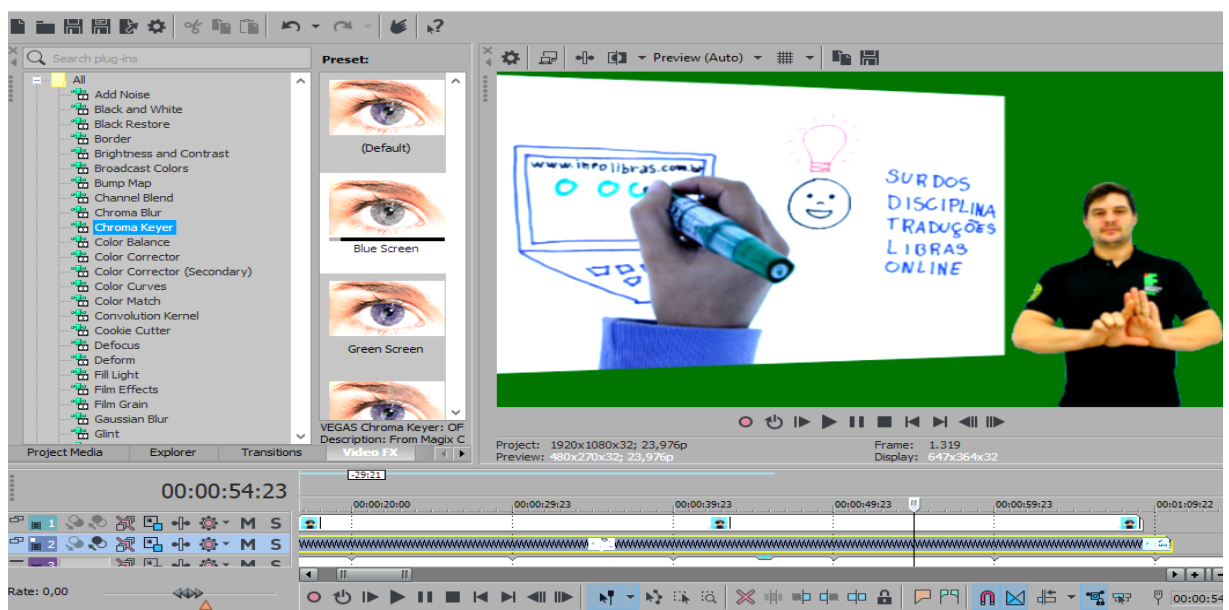 Search plug-ins
All
Add Noise
Black and White
Black Restore
Border
Brightness and Contrast
Broadcast Colors
Bump Map
Channel Blend
Chroma Blur
Chroma Keyer
Color Balance
Color Corrector
Color Corrector (Secondary)
Color Curves
Color Match
Convolution Kernel
Cookie Cutter
Defocus
Deform
Fill Light
Film Effects
Film Grain
Gaussian Blur
Glint
Project Media Explorer Transitions Video FX
Preset:
(Default)
Blue Screen
Green Screen
VEGAS Chroma Keyer: OF
Description: From Magix C
Preview (Auto)
www.infolibras.com.br
SURDOS
DISCIPLINA
TRADUÇÕES
LIBRAS
ONLINE
Project: 1920x1080x32; 23,976p
Preview: 480x270x32; 23,976p
Frame: 1.319
Display: 647x364x32
-29:21
00:00:54:23
00:00:20:00 00:00:29:23 00:00:39:23 00:00:49:23 00:00:59:23 00:01:09:22
1 M S
2 M S
3 M S
Rate: 0,00
00:00:54